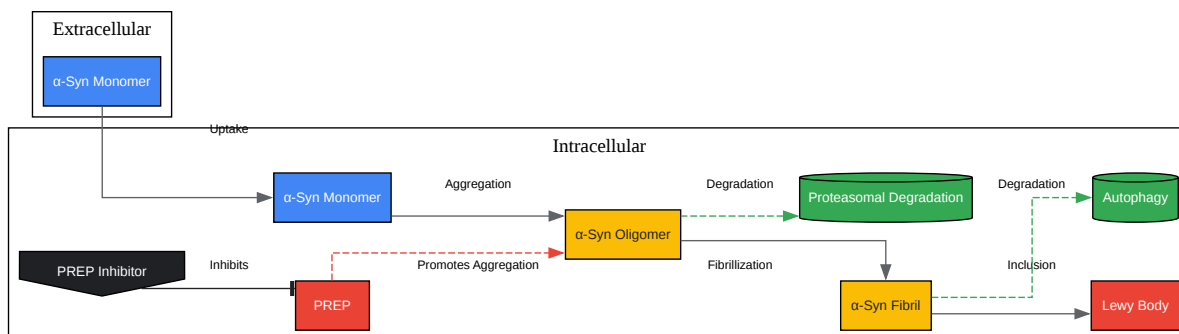 Extracellular
α-Syn Monomer
Uptake
Intracellular
Aggregation
Degradation
Degradation
α-Syn Monomer
Proteasomal Degradation
Autophagy
α-Syn Oligomer
PREP Inhibitor
Inhibits
Promotes Aggregation
Fibrillization
Inclusion
PREP
α-Syn Fibril
Lewy Body